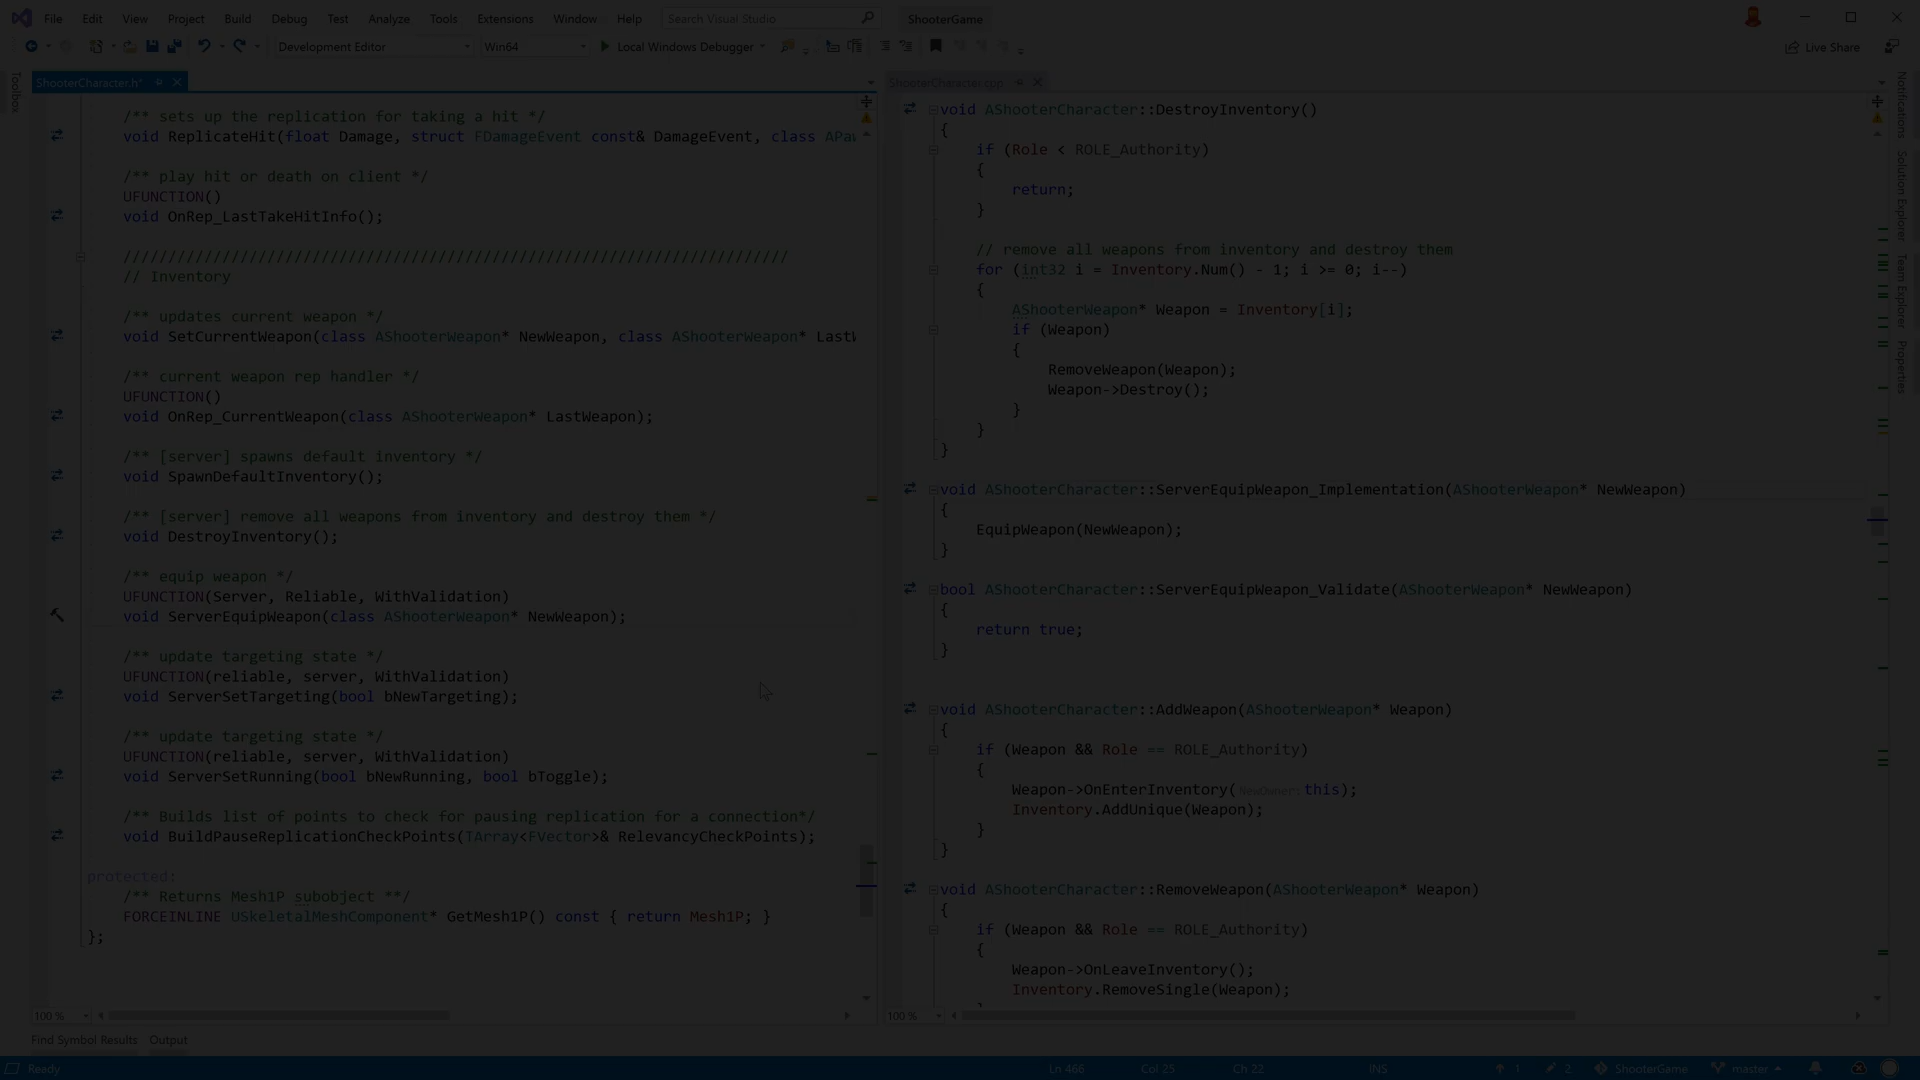 File Edit View Project Build Debug Test Analyze Tools Extensions Window Help Search Visual Studio ShooterGame
Development Editor Win64 Local Windows Debugger Live Share
Toolbox
ShooterCharacter.h*
/** sets up the replication for taking a hit */
void ReplicateHit(float Damage, struct FDamageEvent const& DamageEvent, class APa
/** play hit or death on client */
UFUNCTION()
void OnRep_LastTakeHitInfo();
//////////////////////////////////////////////////////////////////////////
// Inventory
/** updates current weapon */
void SetCurrentWeapon(class AShooterWeapon* NewWeapon, class AShooterWeapon* Last
/** current weapon rep handler */
UFUNCTION()
void OnRep_CurrentWeapon(class AShooterWeapon* LastWeapon);
/** [server] spawns default inventory */
void SpawnDefaultInventory();
/** [server] remove all weapons from inventory and destroy them */
void DestroyInventory();
/** equip weapon */
UFUNCTION(Server, Reliable, WithValidation)
void ServerEquipWeapon(class AShooterWeapon* NewWeapon);
/** update targeting state */
UFUNCTION(reliable, server, WithValidation)
void ServerSetTargeting(bool bNewTargeting);
/** update targeting state */
UFUNCTION(reliable, server, WithValidation)
void ServerSetRunning(bool bNewRunning, bool bToggle);
/** Builds list of points to check for pausing replication for a connection*/
void BuildPauseReplicationCheckPoints(TArray<FVector>& RelevancyCheckPoints);
protected:
/** Returns Mesh1P subobject **/
FORCEINLINE USkeletalMeshComponent* GetMesh1P() const { return Mesh1P; }
};
100 %
ShooterCharacter.cpp
void AShooterCharacter::DestroyInventory()
{
if (Role < ROLE_Authority)
{
return;
}
// remove all weapons from inventory and destroy them
for (int32 i = Inventory.Num() - 1; i >= 0; i--)
{
AShooterWeapon* Weapon = Inventory[i];
if (Weapon)
{
RemoveWeapon(Weapon);
Weapon->Destroy();
}
}
}
void AShooterCharacter::ServerEquipWeapon_Implementation(AShooterWeapon* NewWeapon)
{
EquipWeapon(NewWeapon);
}
bool AShooterCharacter::ServerEquipWeapon_Validate(AShooterWeapon* NewWeapon)
{
return true;
}
void AShooterCharacter::AddWeapon(AShooterWeapon* Weapon)
{
if (Weapon && Role == ROLE_Authority)
{
Weapon->OnEnterInventory(NewOwner: this);
Inventory.AddUnique(Weapon);
}
}
void AShooterCharacter::RemoveWeapon(AShooterWeapon* Weapon)
{
if (Weapon && Role == ROLE_Authority)
{
Weapon->OnLeaveInventory();
Inventory.RemoveSingle(Weapon);
100 %
Notifications
Solution Explorer
Team Explorer
Properties
Find Symbol Results Output
Ready Ln 466 Col 25 Ch 22 INS 1 2 ShooterGame master